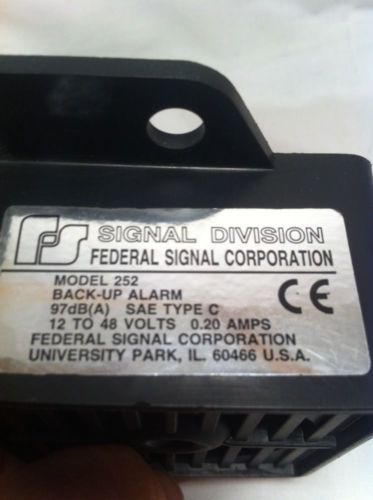 FS SIGNAL DIVISION
FEDERAL SIGNAL CORPORATION
MODEL 252
BACK-UP ALARM CE
97dB(A) SAE TYPE C
12 TO 48 VOLTS 0.20 AMPS
FEDERAL SIGNAL CORPORATION
UNIVERSITY PARK, IL. 60466 U.S.A.